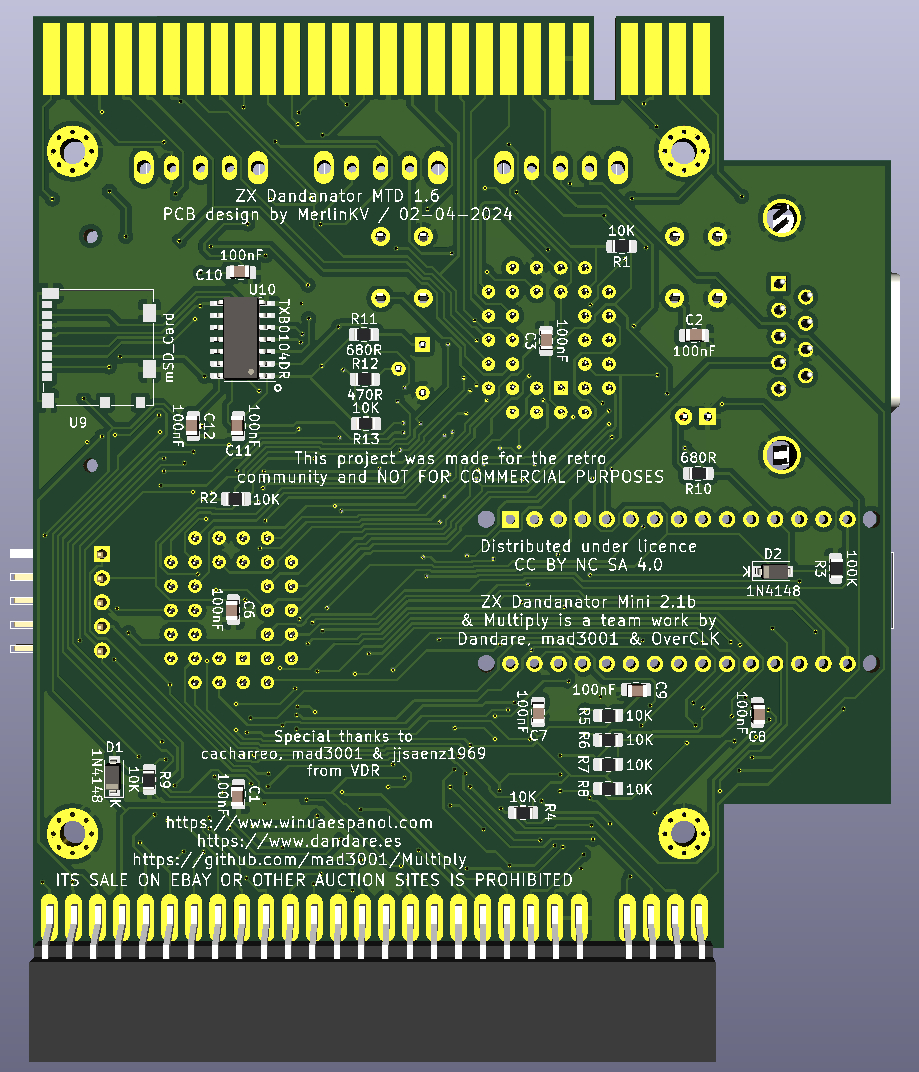 ZX Dandanator MTD 1.6
PCB design by MerlinKV / 02-04-2024
10K
R1
100nF
C10
U10
TXB0104DR
MicroSD_Card
U9
R11
680R
R12
470R
10K
R13
C3
100nF
C2
100nF
100nF
C12
100nF
C11
This project was made for the retro
community and NOT FOR COMMERCIAL PURPOSES
680R
R10
R2
10K
Distributed under licence
CC BY NC SA 4.0
D2
K
1N4148
R3
100K
100nF
C6
ZX Dandanator Mini 2.1b
& Multiply is a team work by
Dandare, mad3001 & OverCLK
100nF
C9
100nF
C7
R5
10K
R6
10K
R7
10K
R8
10K
100nF
C8
Special thanks to
cacharreo, mad3001 & jjsaenz1969
from VDR
D1
1N4148
K
10K
R9
100nF
C1
10K
R4
https://www.winuaespanol.com
https://www.dandare.es
https://github.com/mad3001/Multiply
ITS SALE ON EBAY OR OTHER AUCTION SITES IS PROHIBITED